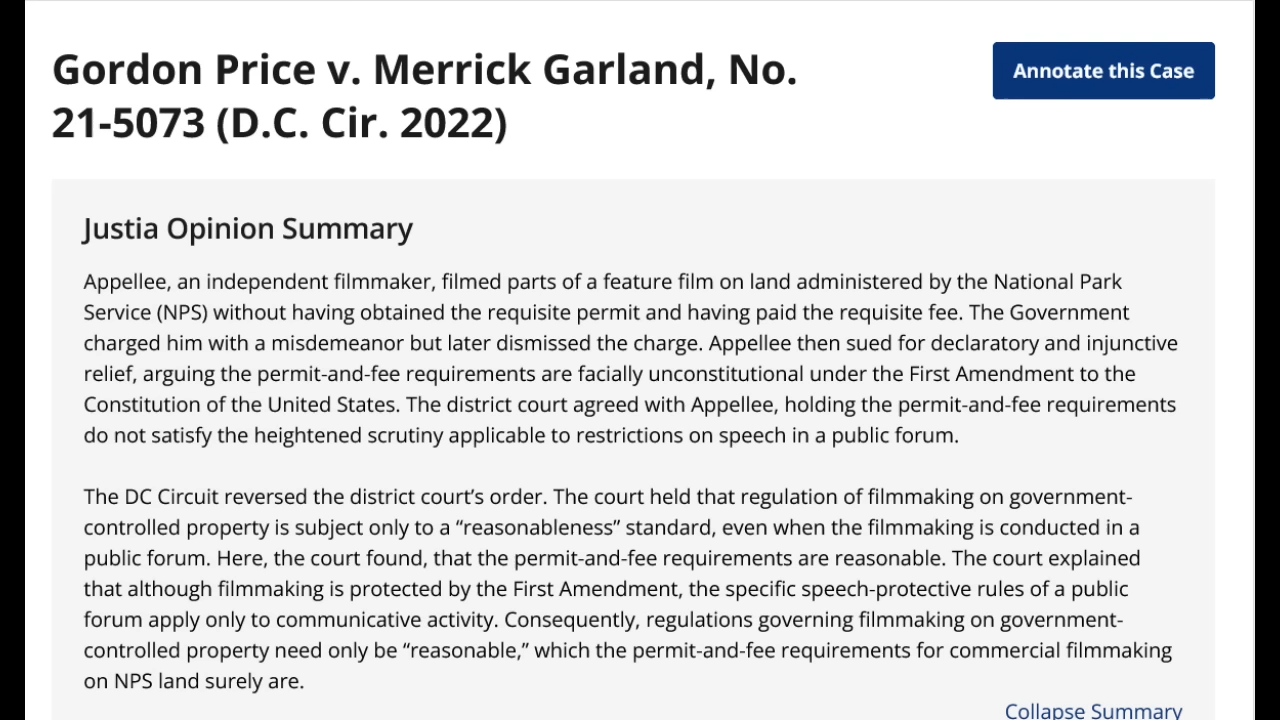 Gordon Price v. Merrick Garland, No.
21-5073 (D.C. Cir. 2022)
Annotate this Case
Justia Opinion Summary
Appellee, an independent filmmaker, filmed parts of a feature film on land administered by the National Park
Service (NPS) without having obtained the requisite permit and having paid the requisite fee. The Government
charged him with a misdemeanor but later dismissed the charge. Appellee then sued for declaratory and injunctive
relief, arguing the permit-and-fee requirements are facially unconstitutional under the First Amendment to the
Constitution of the United States. The district court agreed with Appellee, holding the permit-and-fee requirements
do not satisfy the heightened scrutiny applicable to restrictions on speech in a public forum.
The DC Circuit reversed the district court’s order. The court held that regulation of filmmaking on government-
controlled property is subject only to a “reasonableness” standard, even when the filmmaking is conducted in a
public forum. Here, the court found, that the permit-and-fee requirements are reasonable. The court explained
that although filmmaking is protected by the First Amendment, the specific speech-protective rules of a public
forum apply only to communicative activity. Consequently, regulations governing filmmaking on government-
controlled property need only be “reasonable,” which the permit-and-fee requirements for commercial filmmaking
on NPS land surely are.
Collapse Summary